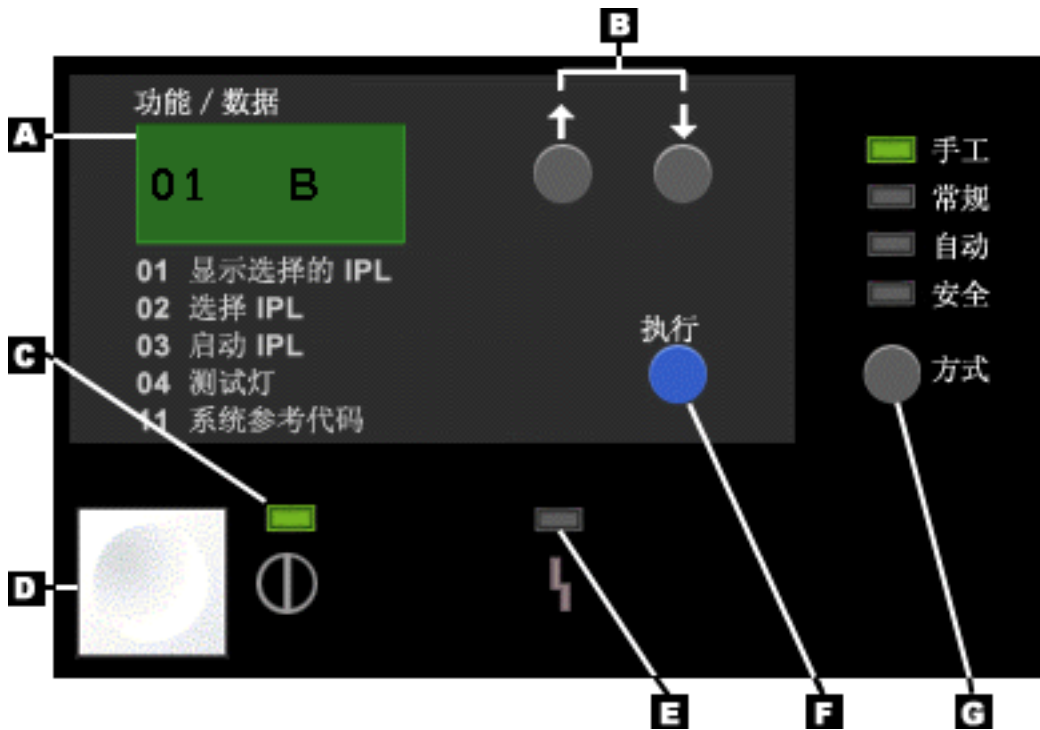 B
功能 / 数据
A
01 B
手工
常规
自动
安全
01 显示选择的 IPL
02 选择 IPL
03 启动 IPL
04 测试灯
11 系统参考代码
执行
方式
C
D
E
F
G